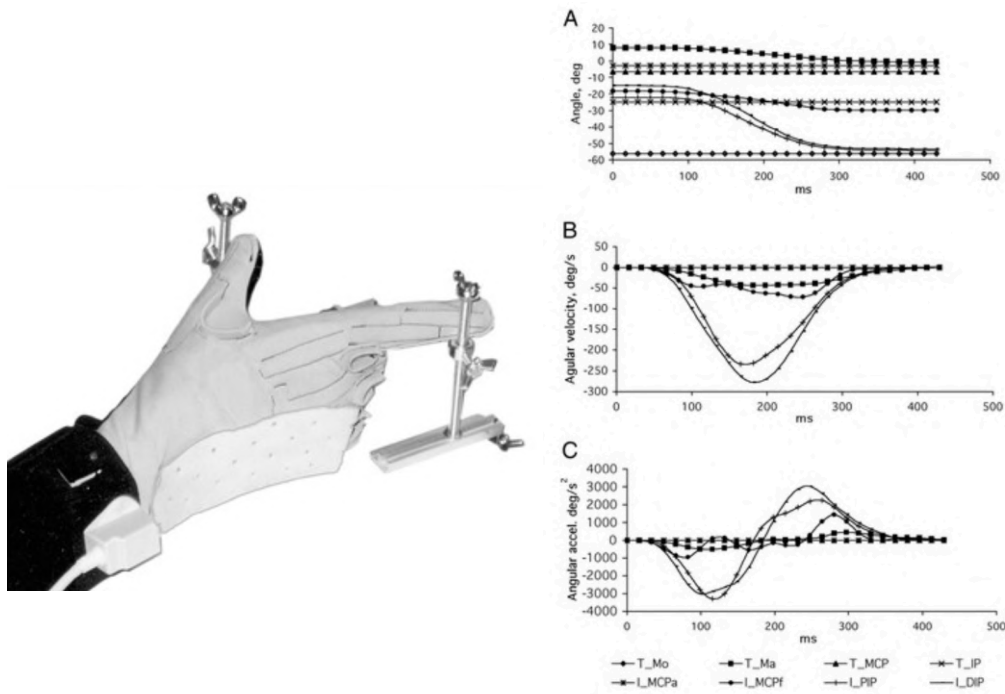 A
Angle, deg
20
10
0
-10
-20
-30
-40
-50
-60
0 100 200 300 400 500
ms
B
Agular velocity, deg/s
50
0
-50
-100
-150
-200
-250
-300
0 100 200 300 400 500
ms
C
Angular accel. deg/s²
4000
3000
2000
1000
0
-1000
-2000
-3000
-4000
0 100 200 300 400 500
ms
T_Mo T_Ma T_MCP T_IP
I_MCPa I_MCPf I_PIP I_DIP